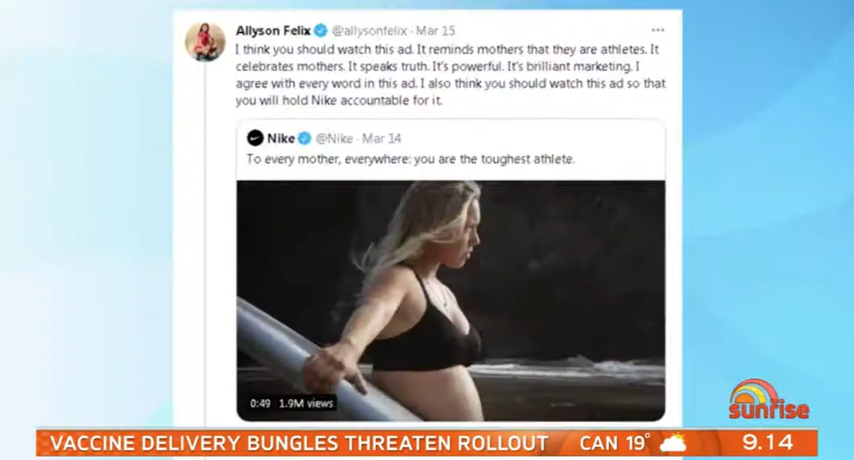 Allyson Felix @allysonfelix · Mar 15
I think you should watch this ad. It reminds mothers that they are athletes. It
celebrates mothers. It speaks truth. It's powerful. It's brilliant marketing. I
agree with every word in this ad. I also think you should watch this ad so that
you will hold Nike accountable for it.
Nike @Nike · Mar 14
To every mother, everywhere: you are the toughest athlete.
0:49 1.9M views
sunrise
VACCINE DELIVERY BUNGLES THREATEN ROLLOUT CAN 19° 9.14